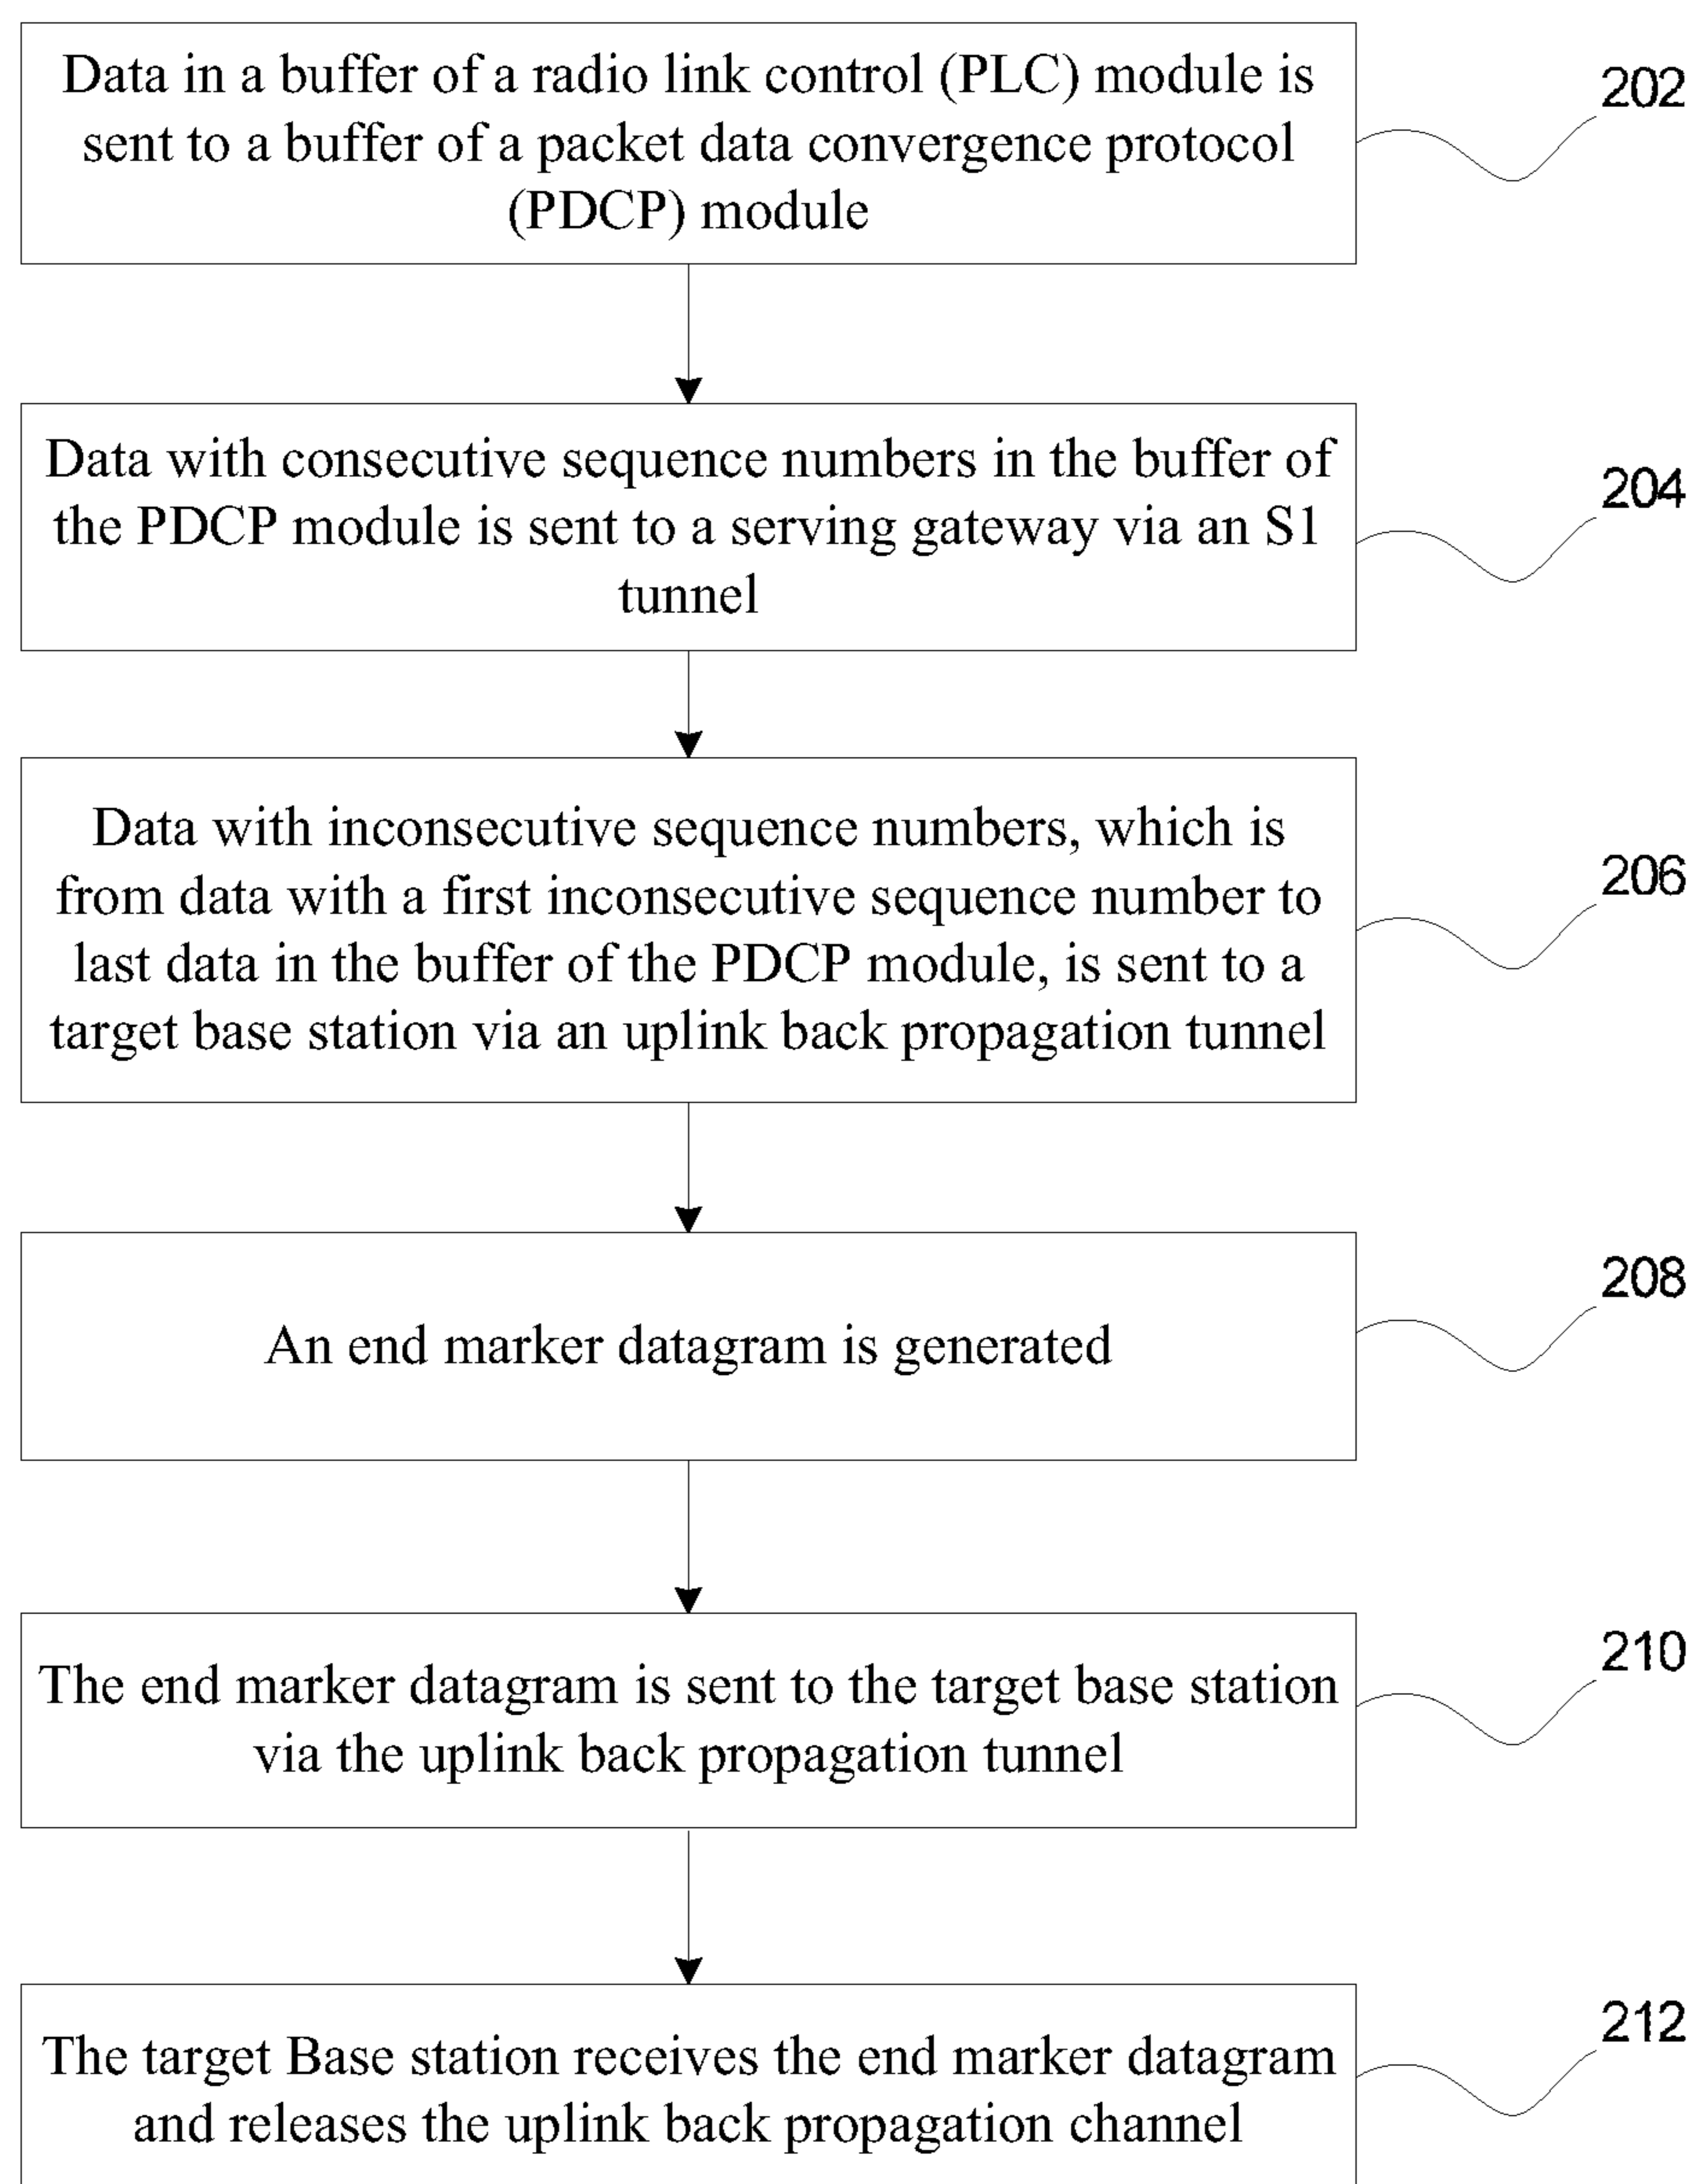 Data in a buffer of a radio link control (PLC) module is
sent to a buffer of a packet data convergence protocol
(PDCP) module
202
Data with consecutive sequence numbers in the buffer of
the PDCP module is sent to a serving gateway via an S1
tunnel
204
Data with inconsecutive sequence numbers, which is
from data with a first inconsecutive sequence number to
last data in the buffer of the PDCP module, is sent to a
target base station via an uplink back propagation tunnel
206
An end marker datagram is generated
208
The end marker datagram is sent to the target base station
via the uplink back propagation tunnel
210
The target Base station receives the end marker datagram
and releases the uplink back propagation channel
212